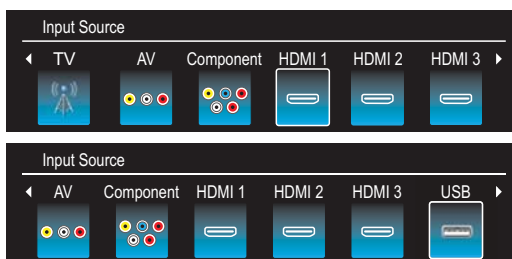 Input Source
TV AV Component HDMI 1 HDMI 2 HDMI 3
Input Source
AV Component HDMI 1 HDMI 2 HDMI 3 USB